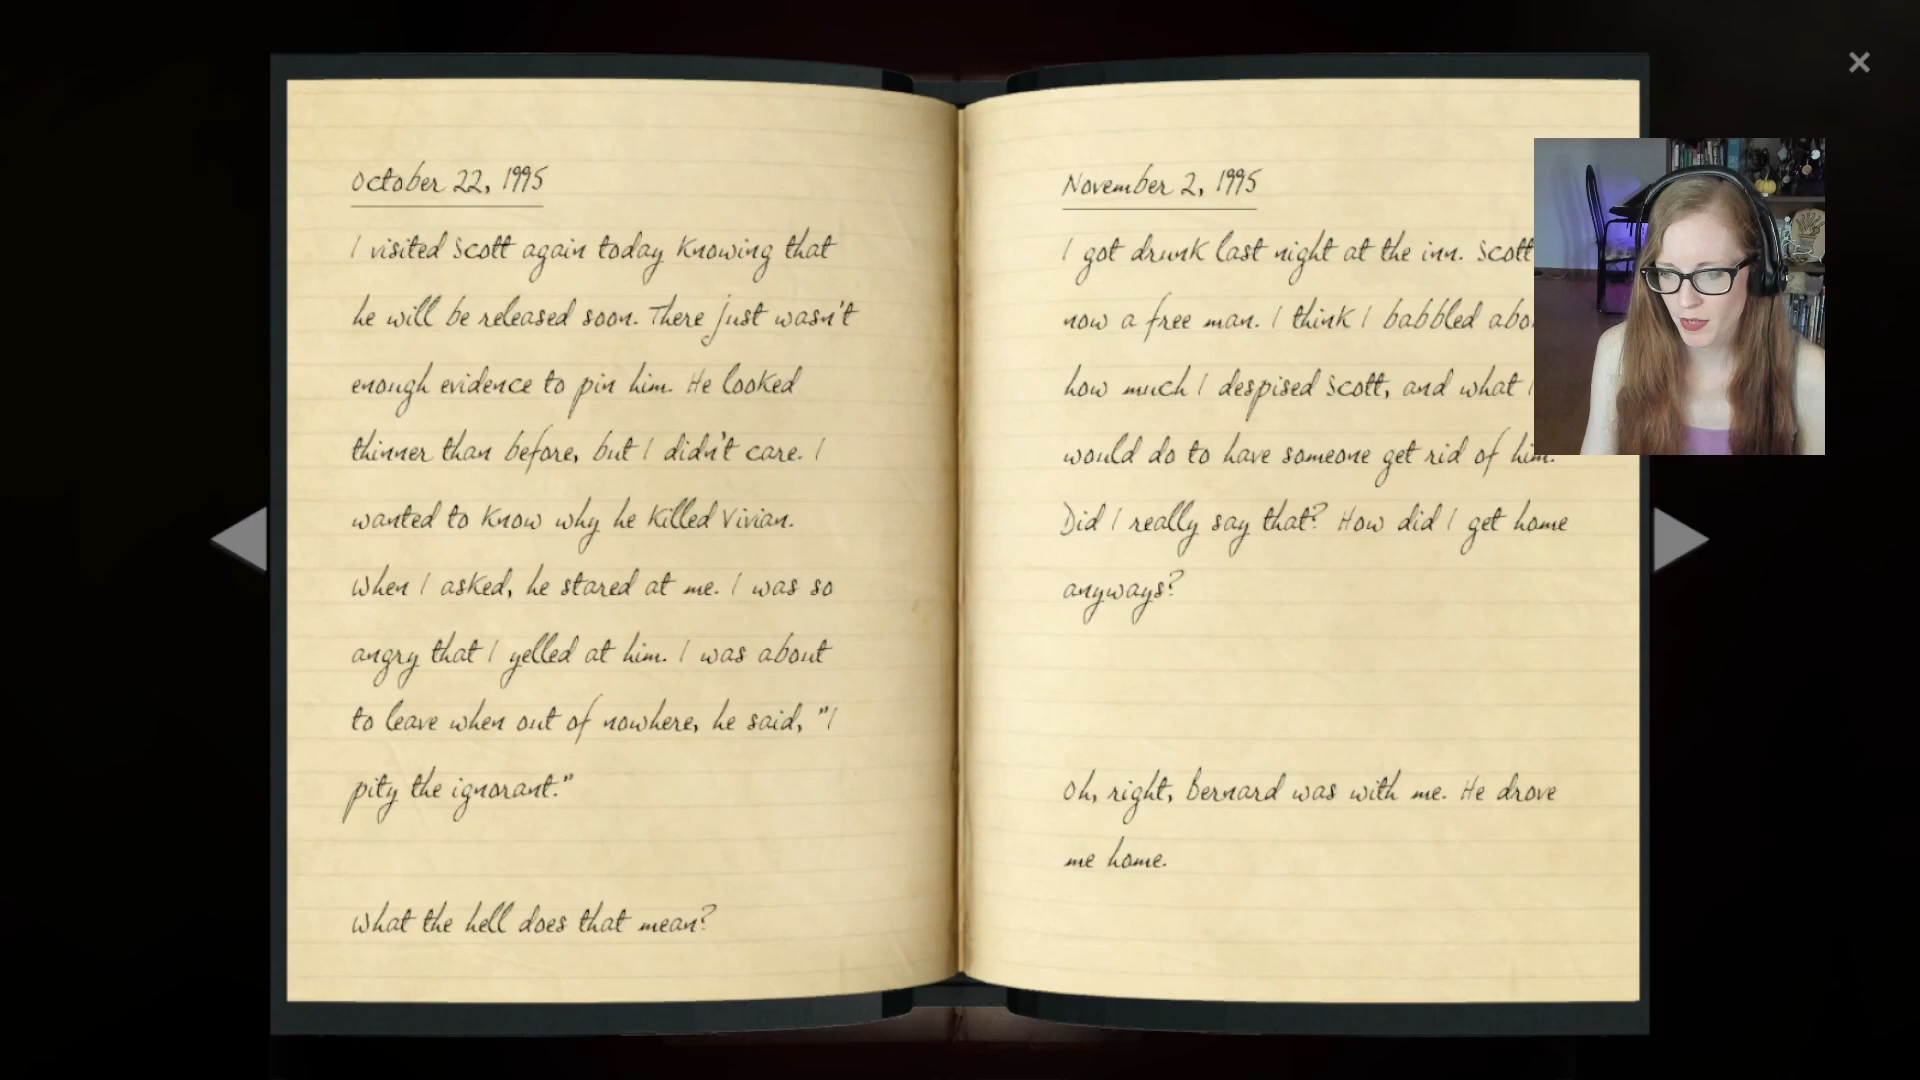 October 22, 1995
I visited Scott again today knowing that
he will be released soon. There just wasn't
enough evidence to pin him. He looked
thinner than before, but I didn't care. I
wanted to know why he killed Vivian.
When I asked, he stared at me. I was so
angry that I yelled at him. I was about
to leave when out of nowhere, he said, "I
pity the ignorant."
What the hell does that mean?
November 2, 1995
I got drunk last night at the inn. Scott
now a free man. I think I babbled
how much I despised Scott, and what I
would do to have someone get rid of him.
Did I really say that? How did I get home
anyways?
Oh, right, Bernard was with me. He drove
me home.